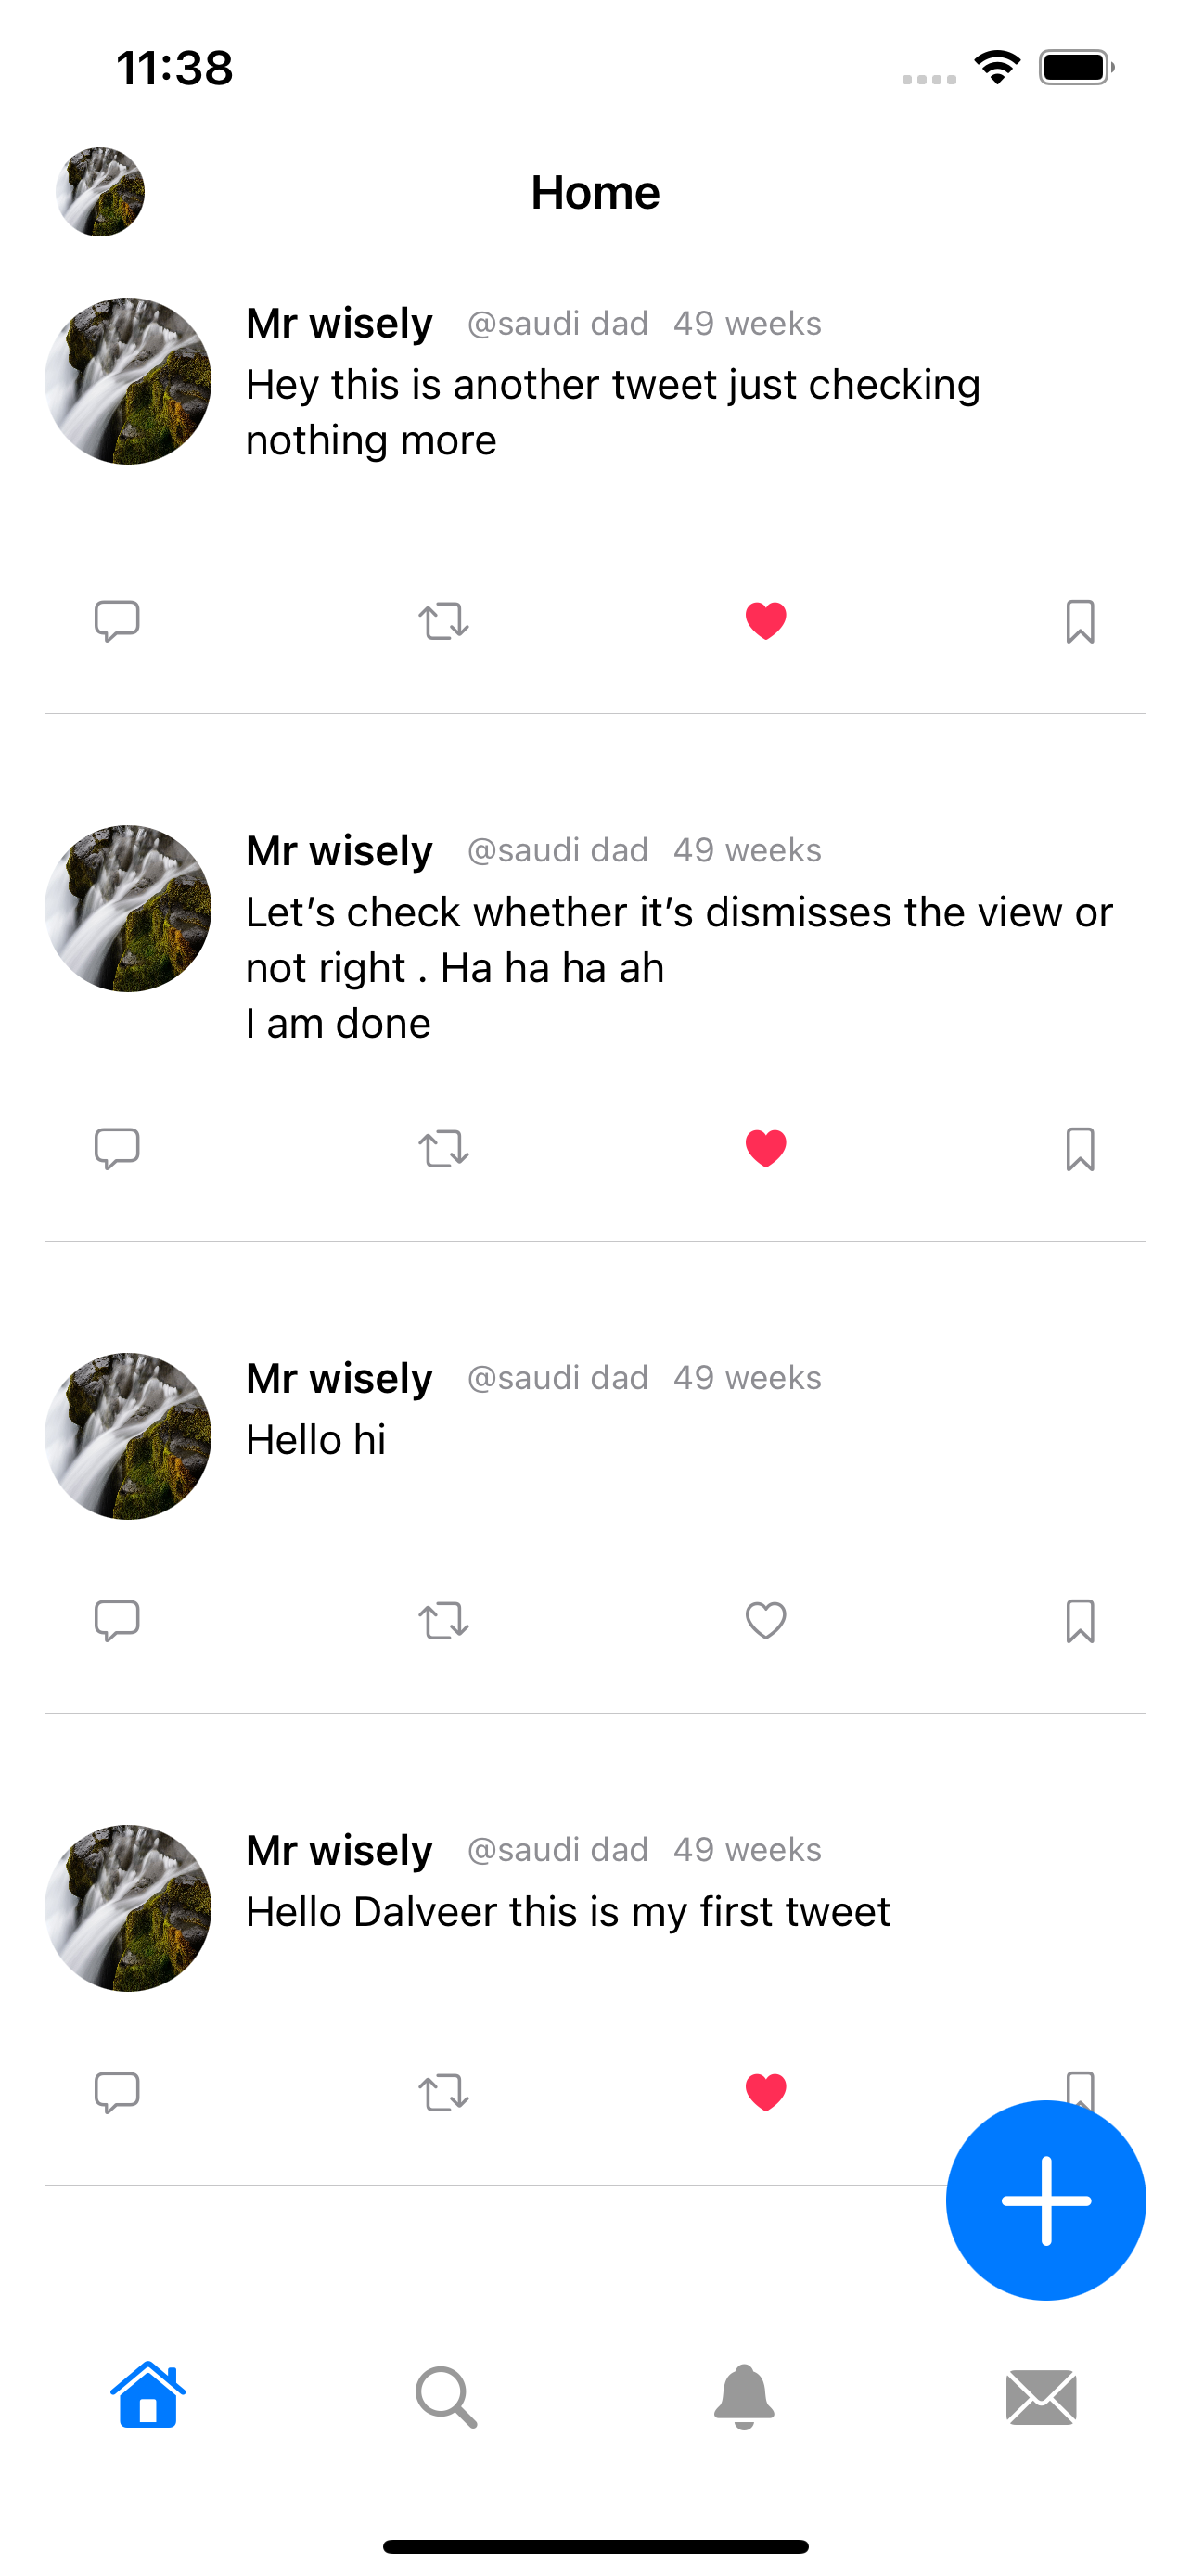 11:38
Home
Mr wisely @saudi dad 49 weeks
Hey this is another tweet just checking
nothing more
Mr wisely @saudi dad 49 weeks
Let’s check whether it’s dismisses the view or
not right . Ha ha ha ah
I am done
Mr wisely @saudi dad 49 weeks
Hello hi
Mr wisely @saudi dad 49 weeks
Hello Dalveer this is my first tweet